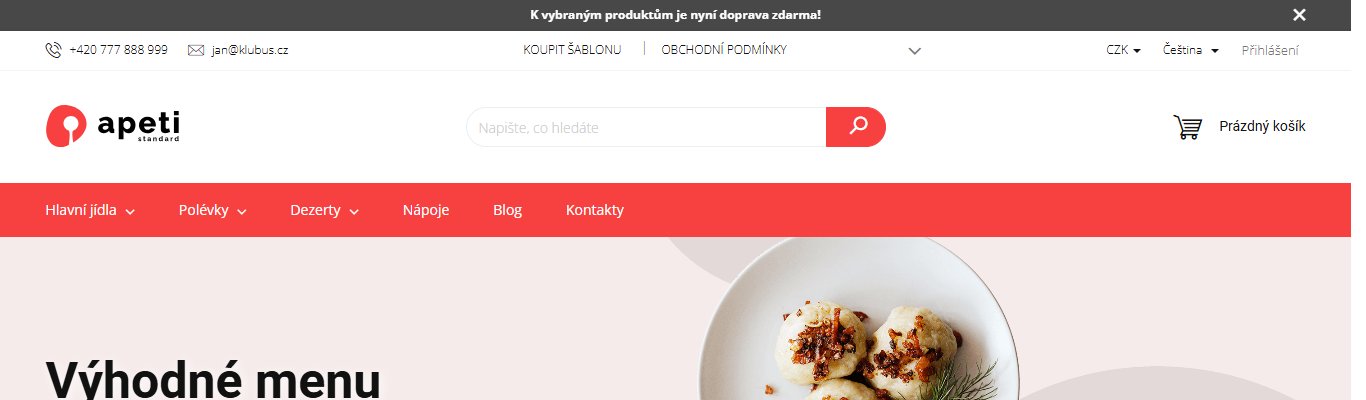 K vybraným produktům je nyní doprava zdarma!
+420 777 888 999 jan@klubus.cz KOUPIT ŠABLONU OBCHODNÍ PODMÍNKY CZK Čeština Přihlášení
apeti
standard
Napište, co hledáte
Prázdný košík
Hlavní jídla Polévky Dezerty Nápoje Blog Kontakty
Výhodné menu